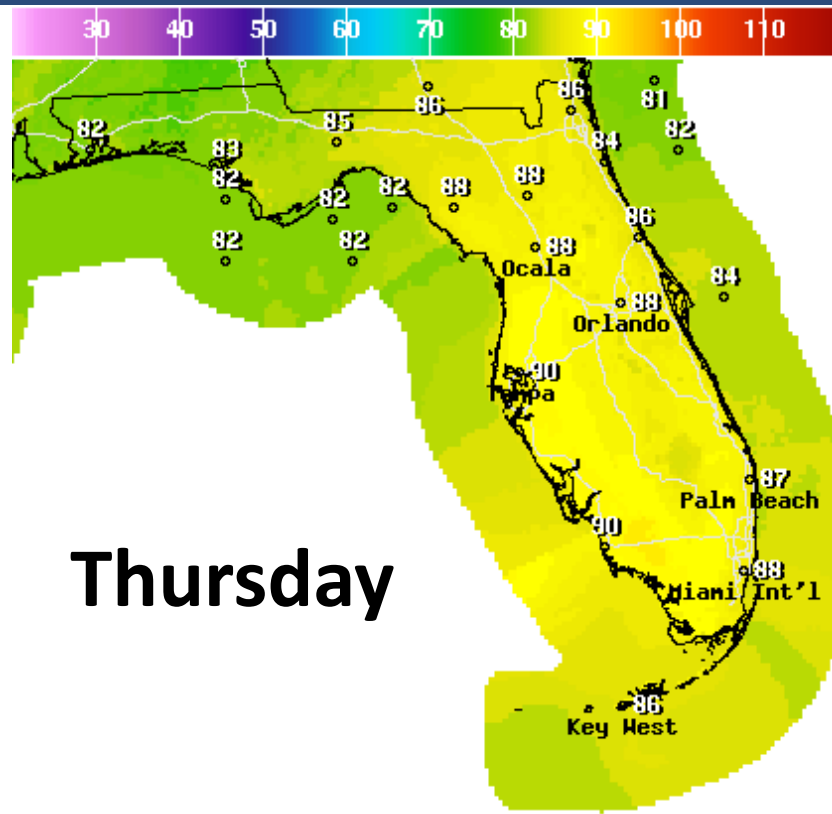 30 40 50 60 70 80 90 100 110
86 86 81
82 85 84 82
83
82 82 82 88 88
86
82 82 88
Ocala
84
88
Orlando
90
Tampa
87
Palm Beach
90
Thursday
88
Miami Int'l
86
Key West